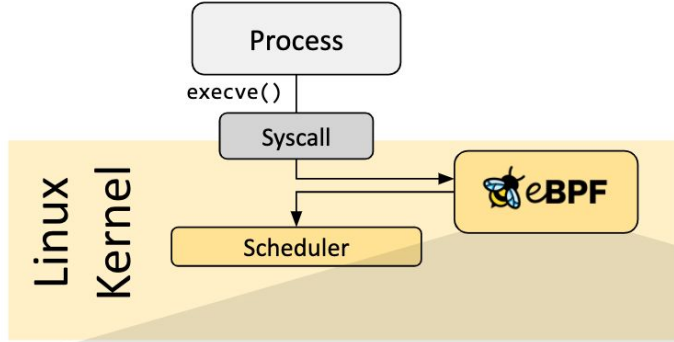 Process
execve()
Syscall
Linux
Kernel
eBPF
Scheduler